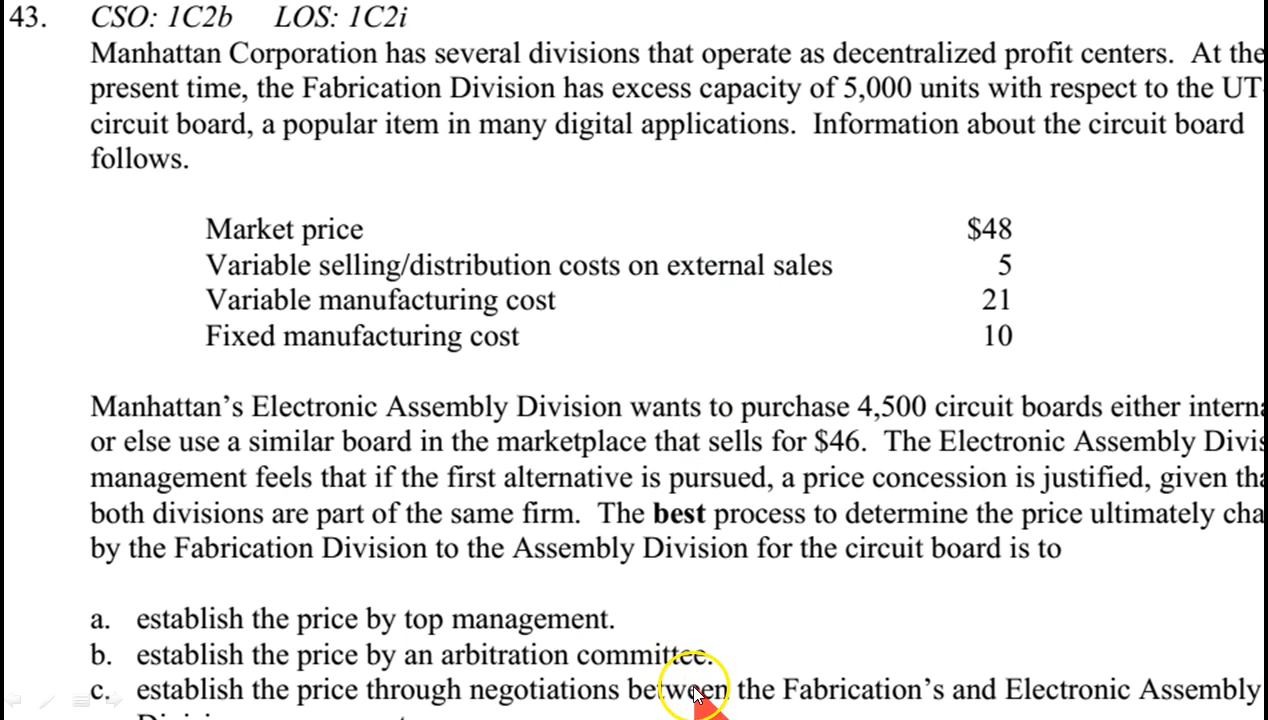 43. CSO: 1C2b LOS: 1C2i
Manhattan Corporation has several divisions that operate as decentralized profit centers. At the
present time, the Fabrication Division has excess capacity of 5,000 units with respect to the UT
circuit board, a popular item in many digital applications. Information about the circuit board
follows.
Market price $48
Variable selling/distribution costs on external sales 5
Variable manufacturing cost 21
Fixed manufacturing cost 10
Manhattan’s Electronic Assembly Division wants to purchase 4,500 circuit boards either interna
or else use a similar board in the marketplace that sells for $46. The Electronic Assembly Divis
management feels that if the first alternative is pursued, a price concession is justified, given tha
both divisions are part of the same firm. The best process to determine the price ultimately cha
by the Fabrication Division to the Assembly Division for the circuit board is to
a. establish the price by top management.
b. establish the price by an arbitration committee.
c. establish the price through negotiations between the Fabrication’s and Electronic Assembly